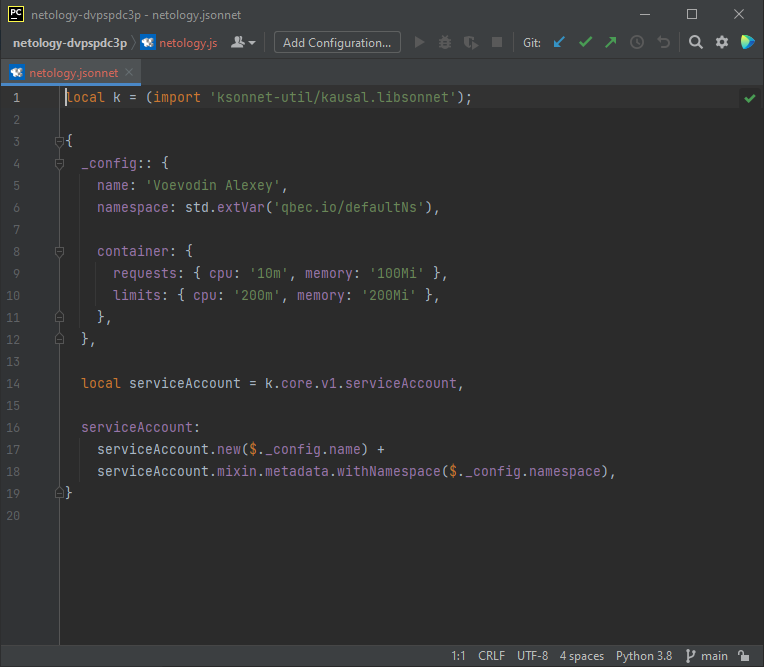 PC netology-dvpspdc3p - netology.jsonnet
netology-dvpspdc3p netology.js Add Configuration... Git:
netology.jsonnet
1 local k = (import 'ksonnet-util/kausal.libsonnet');
2
3 {
4 _config:: {
5 name: 'Voevodin Alexey',
6 namespace: std.extVar('qbec.io/defaultNs'),
7
8 container: {
9 requests: { cpu: '10m', memory: '100Mi' },
10 limits: { cpu: '200m', memory: '200Mi' },
11 },
12 },
13
14 local serviceAccount = k.core.v1.serviceAccount,
15
16 serviceAccount:
17 serviceAccount.new($._config.name) +
18 serviceAccount.mixin.metadata.withNamespace($._config.namespace),
19 }
20
1:1 CRLF UTF-8 4 spaces Python 3.8 main